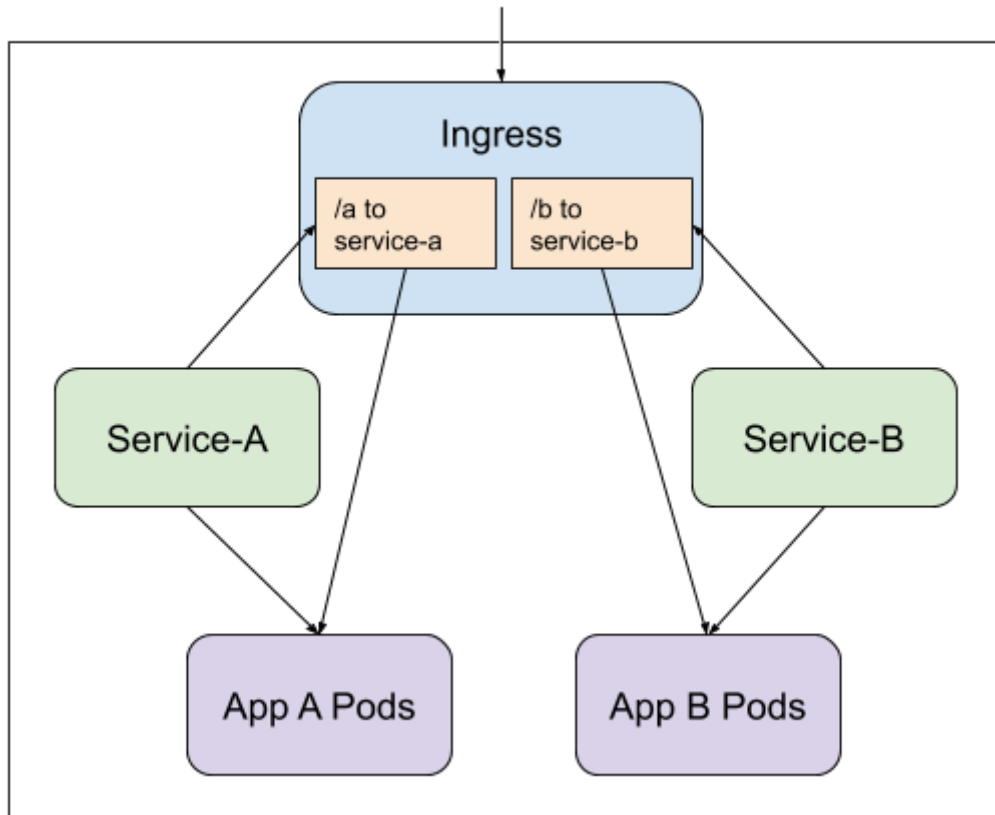 Ingress
/a to
service-a
/b to
service-b
Service-A
Service-B
App A Pods
App B Pods